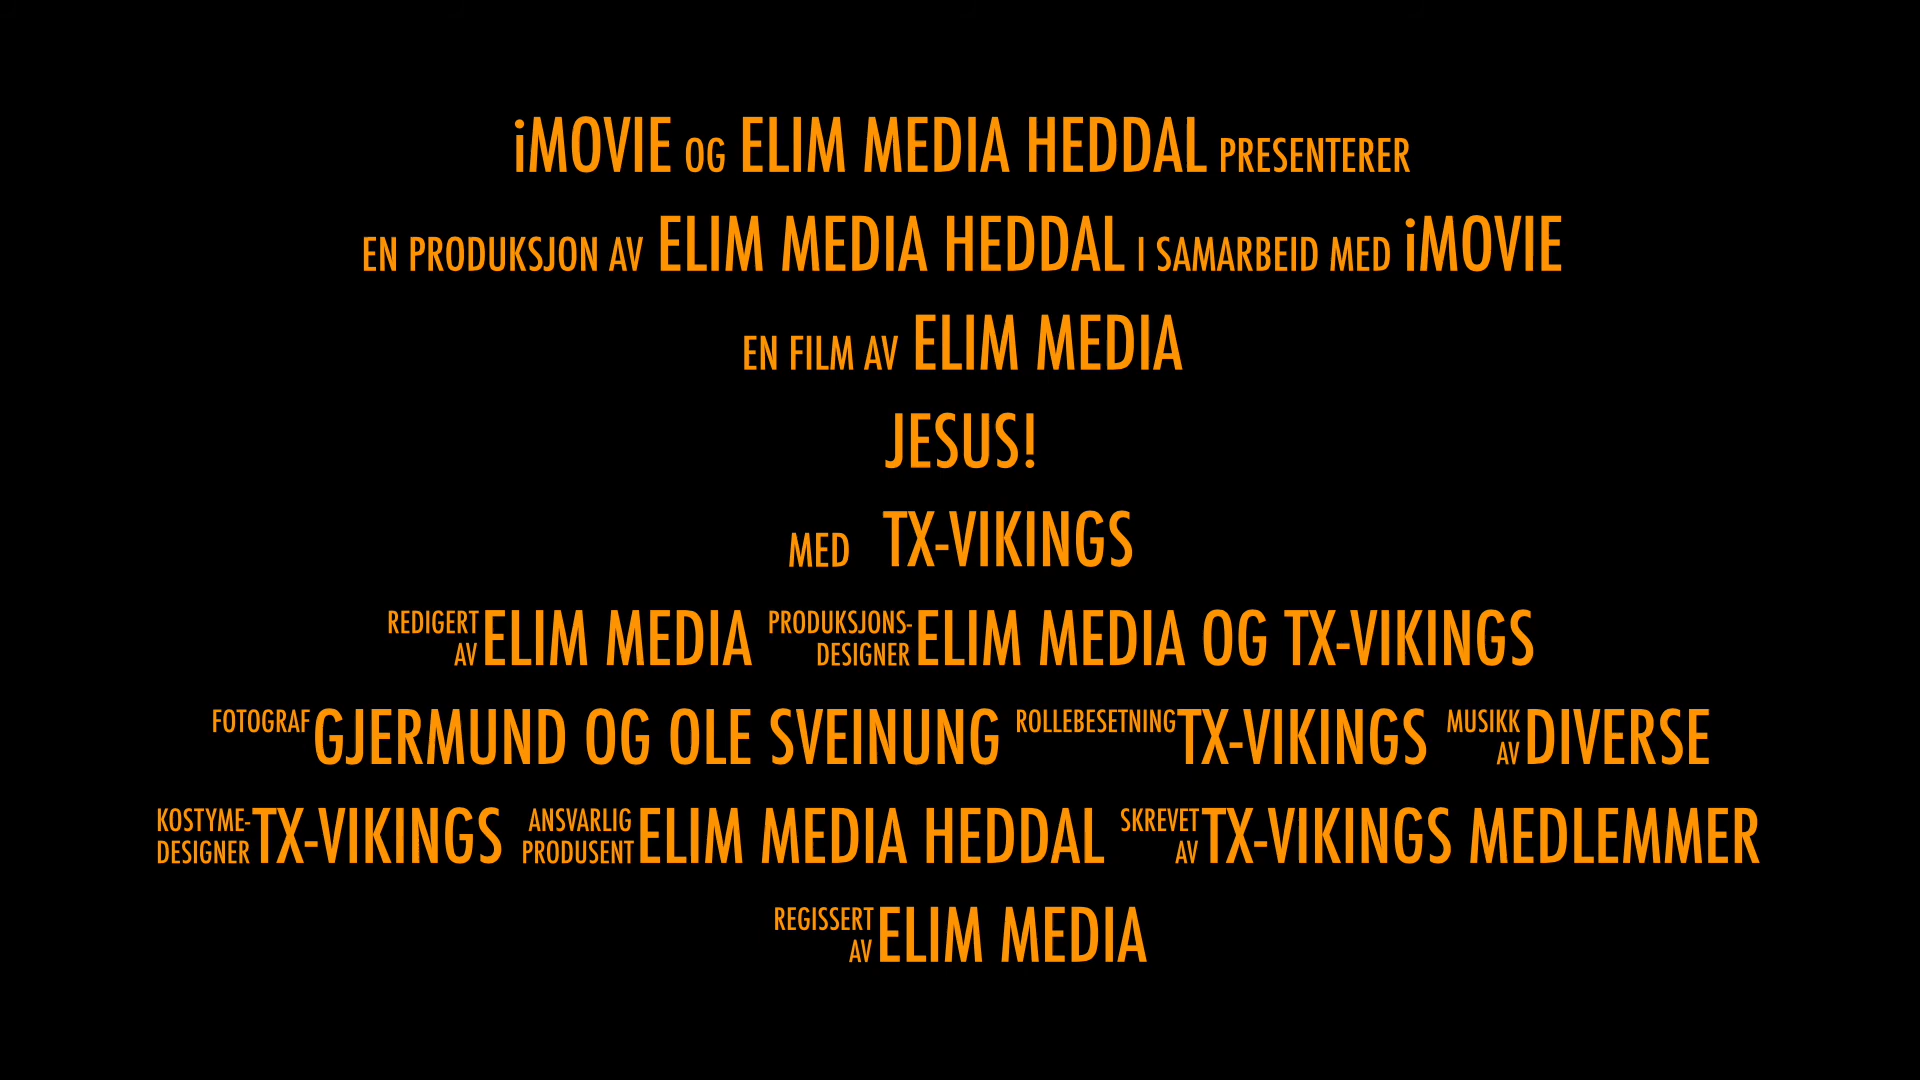 iMOVIE OG ELIM MEDIA HEDDAL PRESENTERER
EN PRODUKSJON AV ELIM MEDIA HEDDAL I SAMARBEID MED iMOVIE
EN FILM AV ELIM MEDIA
JESUS!
MED TX-VIKINGS
REDIGERT AV ELIM MEDIA PRODUKSJONS-DESIGNER ELIM MEDIA OG TX-VIKINGS
FOTOGRAF GJERMUND OG OLE SVEINUNG ROLLEBESETNING TX-VIKINGS MUSIKK AV DIVERSE
KOSTYME-DESIGNER TX-VIKINGS ANSVARLIG PRODUSENT ELIM MEDIA HEDDAL SKREVET AV TX-VIKINGS MEDLEMMER
REGISSERT AV ELIM MEDIA